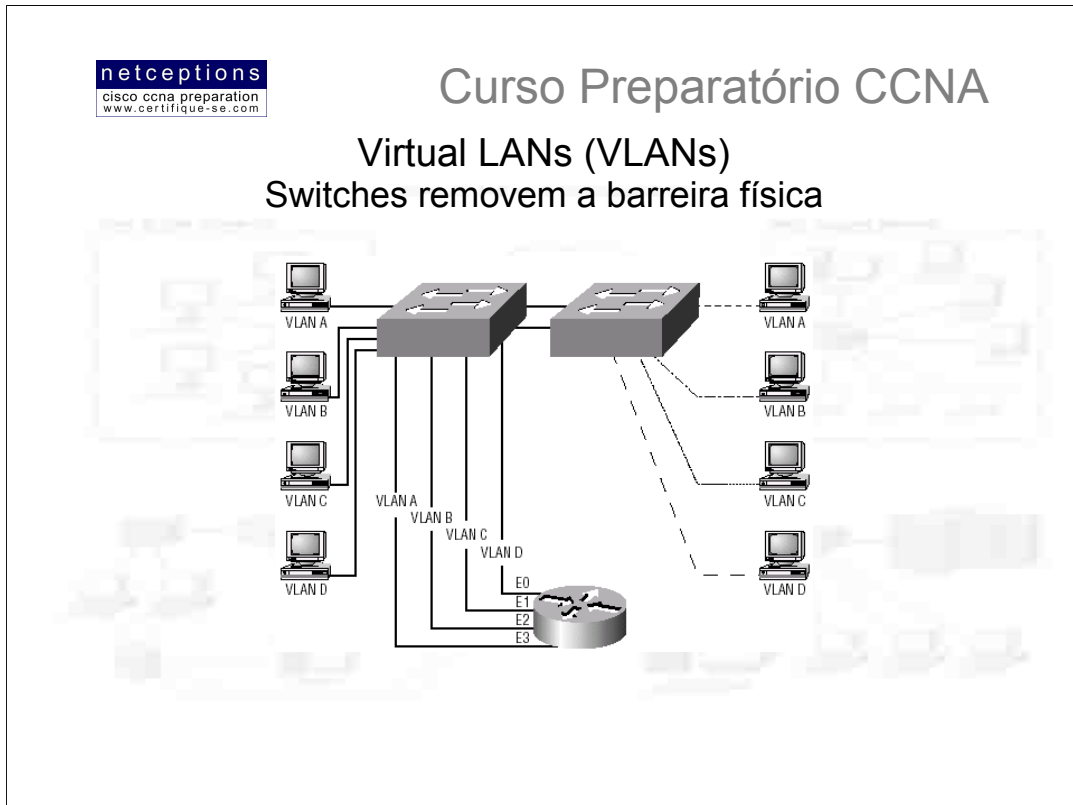 netceptions
cisco ccna preparation
www.certifique-se.com
Curso Preparatório CCNA
Virtual LANs (VLANs)
Switches removem a barreira física
VLAN A
VLAN A
VLAN B
VLAN B
VLAN C
VLAN C
VLAN A
VLAN B
VLAN C
VLAN D
VLAN D
VLAN D
E0
E1
E2
E3